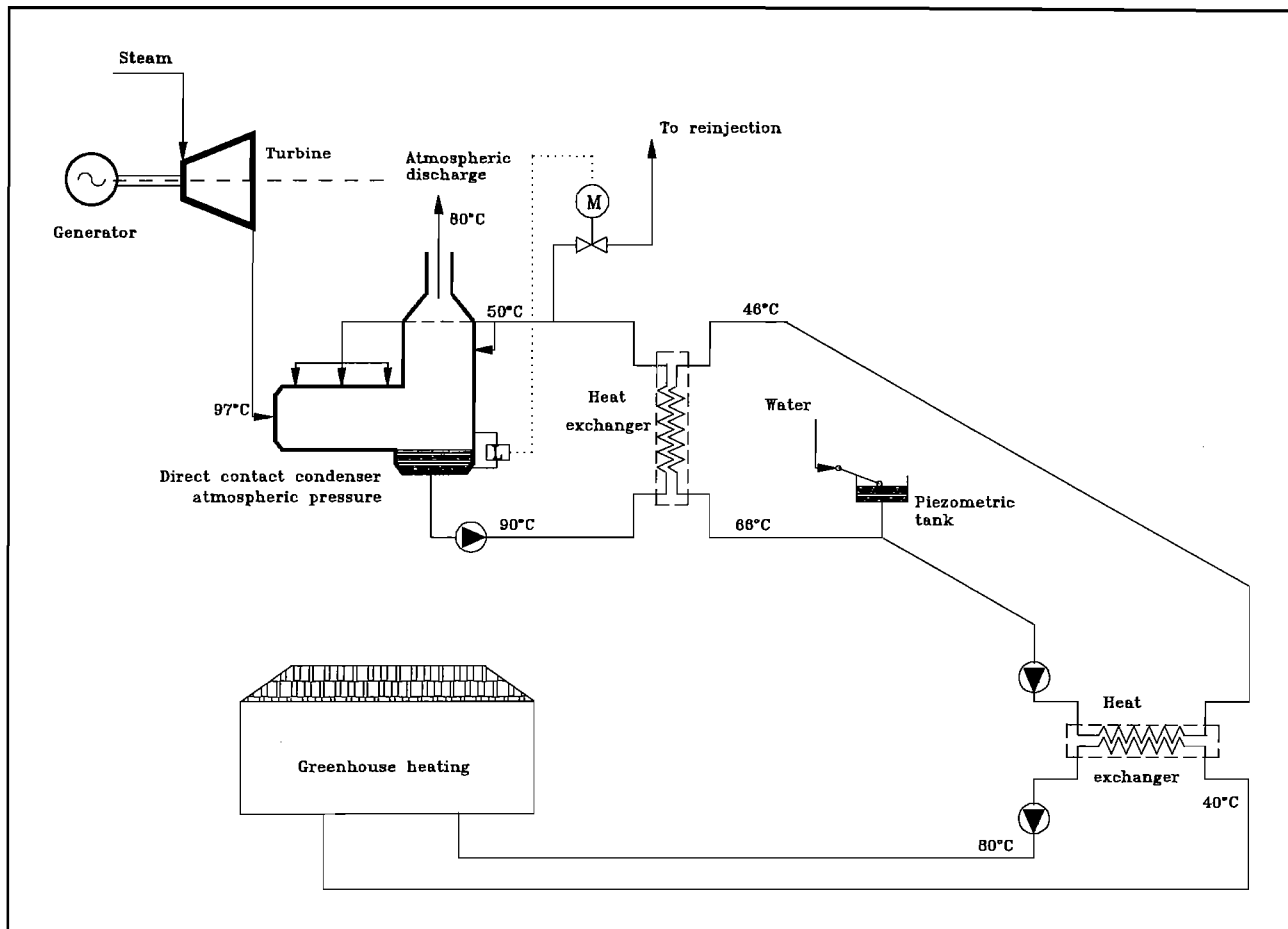 Steam
Turbine
Generator
Atmospheric
discharge
80°C
M
To reinjection
50°C
46°C
97°C
Heat
exchanger
L
Water
Direct contact condenser
atmospheric pressure
90°C
66°C
Piezometric
tank
Greenhouse heating
Heat
exchanger
40°C
80°C